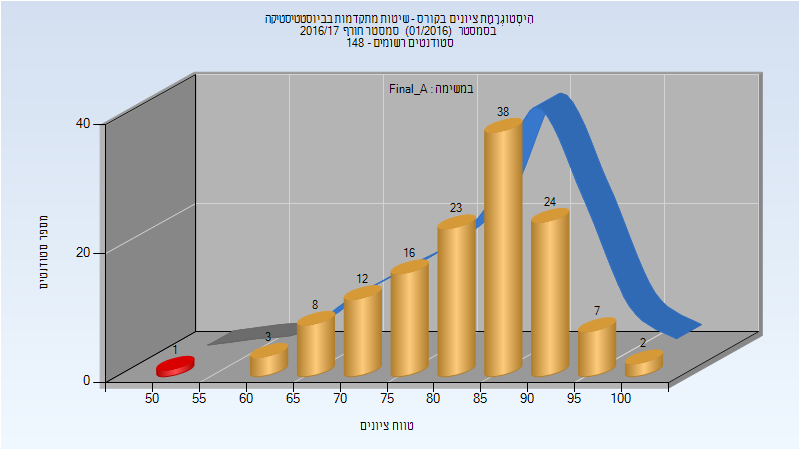 היסטוגרמת ציונים בקורס - שיטות מתקדמות בביוסטטיסטיקה
בסמסטר (01/2016) סמסטר חורף 2016/17
סטודנטים רשומים - 148
במשימה : Final_A
מספר סטודנטים
40
20
0
1
3
8
12
16
23
38
24
7
2
50 55 60 65 70 75 80 85 90 95 100
טווח ציונים